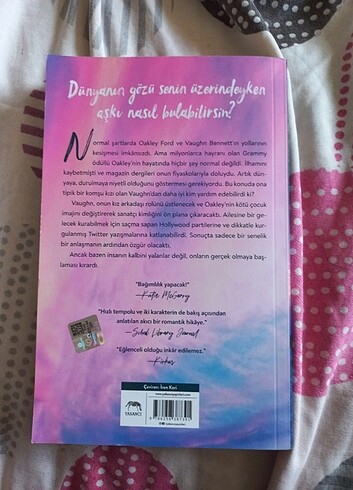 Dünyanın gözü senin üzerindeyken
aşkı nasıl bulabilirsin?
Normal şartlarda Oakley Ford ve Vaughn Bennett'ın yollarının
kesişmesi imkânsızdı. Ama milyonlarca hayranı olan Grammy
ödüllü Oakley'nin hayatında hiçbir şey normal değildi. İlhamını
kaybetmişti ve magazin dergileri onun fiyaskolarıyla doluydu. Artık dün-
yaya, durulmaya niyetli olduğunu göstermesi gerekiyordu. Bu konuda ona
tipik bir komşu kızı olan Vaughn'dan daha iyi kim yardım edebilirdi ki?
Vaughn, onun kız arkadaşı rolünü üstlenecek ve Oakley'nin kötü çocuk
imajını değiştirerek sanatçı kimliğini ön plana çıkaracaktı. Ailesine bir ge-
lecek kurabilmek için saçma sapan Hollywood partilerine ve dikkatle kur-
gulanmış Twitter yazışmalarına katlanabilirdi. Sonuçta sadece bir senelik
bir anlaşmanın ardından özgür olacaktı.
Ancak bazen insanın kalbini yalanlar değil, onların gerçek olmaya baş-
laması kırardı.
"Bağımlılık yapacak!"
—Katie McGarry
"Hızlı tempolu ve iki karakterin de bakış açısından
anlatılan akıcı bir romantik hikâye."
—School Library Journal
"Eğlenceli olduğu inkâr edilemez."
—Kirkus
Çeviren: İrem Kori
YABANCI